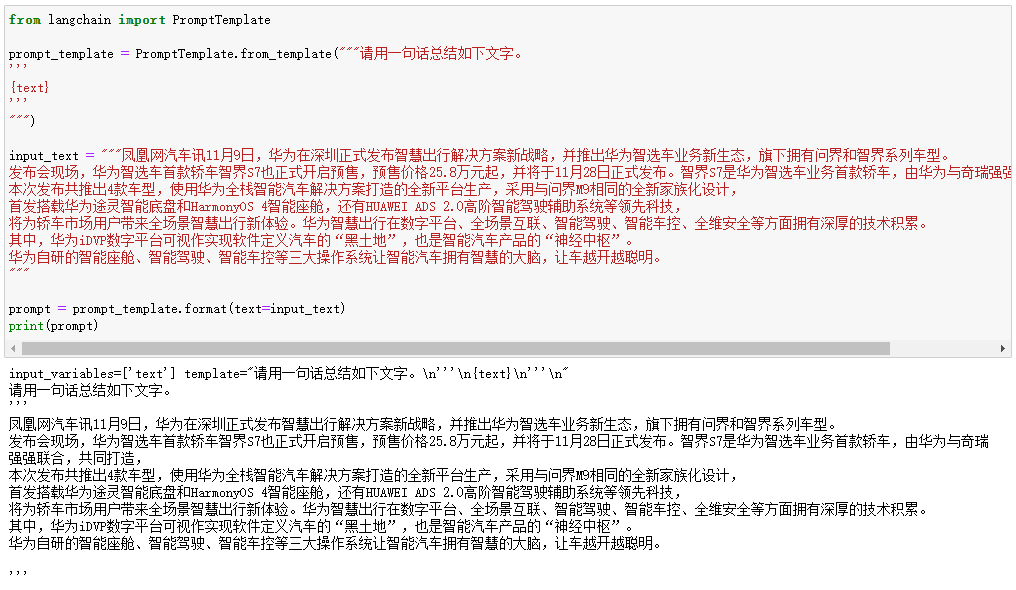 from langchain import PromptTemplate

prompt_template = PromptTemplate.from_template("""请用一句话总结如下文字。
'''
{text}
'''
""")

input_text = """凤凰网汽车讯11月9日，华为在深圳正式发布智慧出行解决方案新战略，并推出华为智选车业务新生态，旗下拥有问界和智界系列车型。
发布会现场，华为智选车首款轿车智界S7也正式开启预售，预售价格25.8万元起，并将于11月28日正式发布。智界S7是华为智选车业务首款轿车，由华为与奇瑞强强
本次发布共推出4款车型，使用华为全栈智能汽车解决方案打造的全新平台生产，采用与问界M9相同的全新家族化设计，
首发搭载华为途灵智能底盘和HarmonyOS 4智能座舱，还有HUAWEI ADS 2.0高阶智能驾驶辅助系统等领先科技，
将为轿车市场用户带来全场景智慧出行新体验。华为智慧出行在数字平台、全场景互联、智能驾驶、智能车控、全维安全等方面拥有深厚的技术积累。
其中，华为iDVP数字平台可视作实现软件定义汽车的“黑土地”，也是智能汽车产品的“神经中枢”。
华为自研的智能座舱、智能驾驶、智能车控等三大操作系统让智能汽车拥有智慧的大脑，让车越开越聪明。
"""

prompt = prompt_template.format(text=input_text)
print(prompt)
input_variables=['text'] template="请用一句话总结如下文字。\n'''\n{text}\n'''\n"
请用一句话总结如下文字。
'''
凤凰网汽车讯11月9日，华为在深圳正式发布智慧出行解决方案新战略，并推出华为智选车业务新生态，旗下拥有问界和智界系列车型。
发布会现场，华为智选车首款轿车智界S7也正式开启预售，预售价格25.8万元起，并将于11月28日正式发布。智界S7是华为智选车业务首款轿车，由华为与奇瑞
强强联合，共同打造，
本次发布共推出4款车型，使用华为全栈智能汽车解决方案打造的全新平台生产，采用与问界M9相同的全新家族化设计，
首发搭载华为途灵智能底盘和HarmonyOS 4智能座舱，还有HUAWEI ADS 2.0高阶智能驾驶辅助系统等领先科技，
将为轿车市场用户带来全场景智慧出行新体验。华为智慧出行在数字平台、全场景互联、智能驾驶、智能车控、全维安全等方面拥有深厚的技术积累。
其中，华为iDVP数字平台可视作实现软件定义汽车的“黑土地”，也是智能汽车产品的“神经中枢”。
华为自研的智能座舱、智能驾驶、智能车控等三大操作系统让智能汽车拥有智慧的大脑，让车越开越聪明。

'''